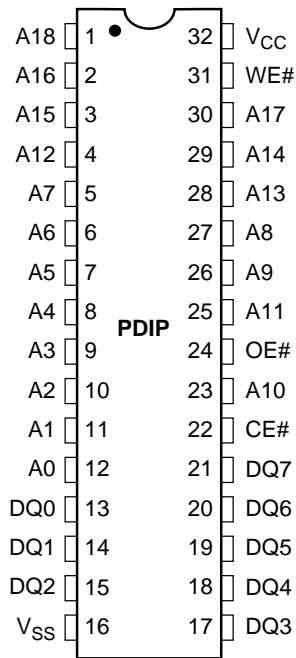 A18 1 32 VCC
A16 2 31 WE#
A15 3 30 A17
A12 4 29 A14
A7 5 28 A13
A6 6 27 A8
A5 7 26 A9
A4 8 25 A11
PDIP
A3 9 24 OE#
A2 10 23 A10
A1 11 22 CE#
A0 12 21 DQ7
DQ0 13 20 DQ6
DQ1 14 19 DQ5
DQ2 15 18 DQ4
VSS 16 17 DQ3